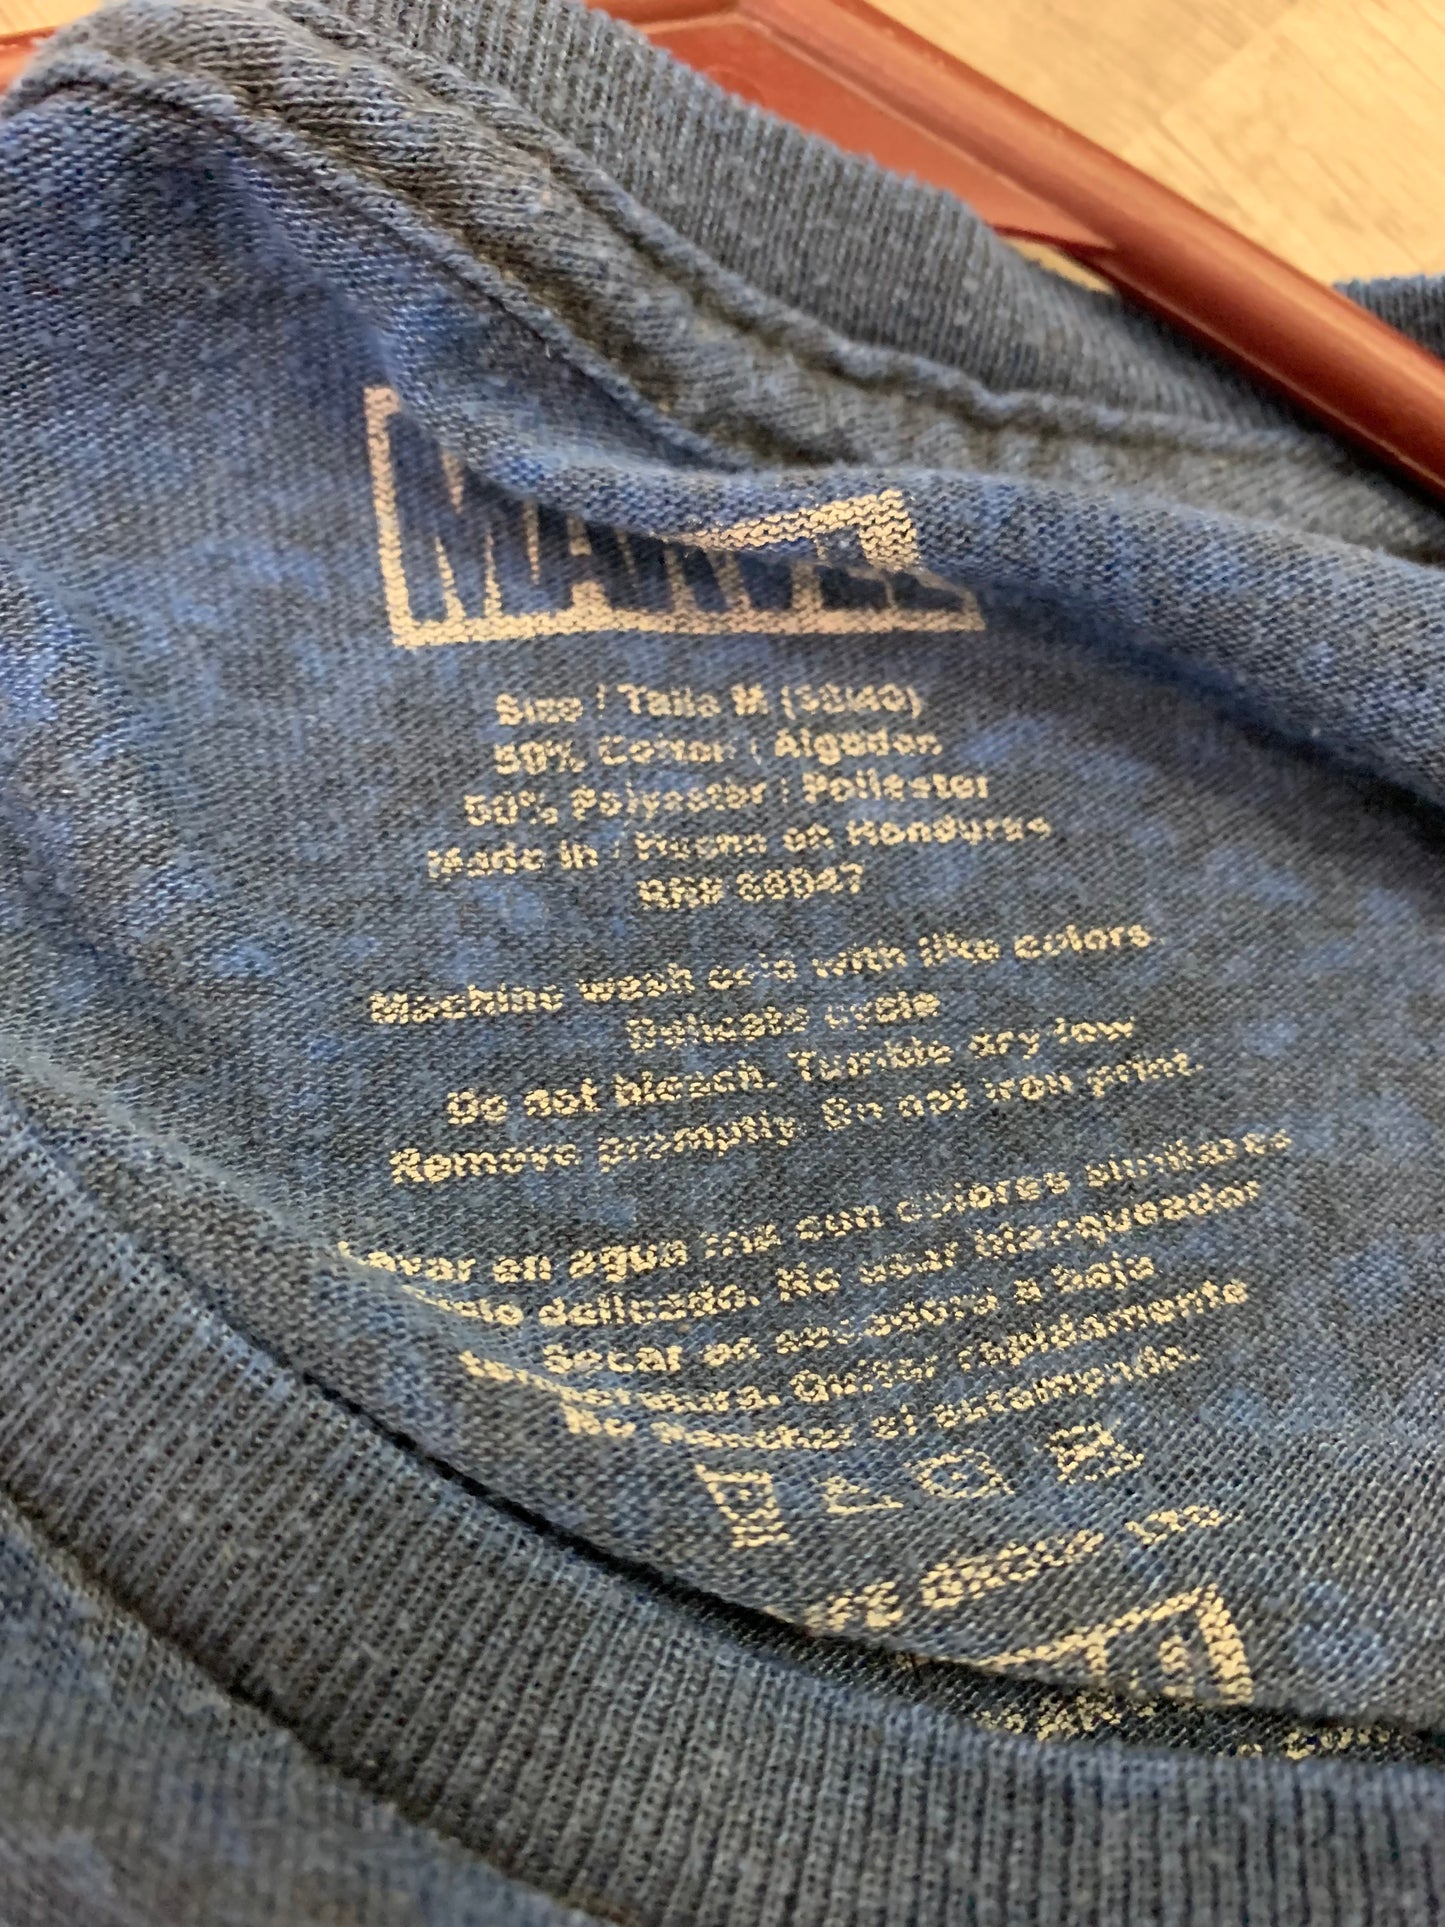 MARVEL
Size / Talla M (38/40)
50% Cotton / Algodon
50% Polyester / Poliester
Made in / Hecho en Honduras
RN# 68947
Machine wash cold with like colors.
Delicate cycle
Do not bleach. Tumble dry low
Remove promptly. Do not iron print.
Lavar en agua fria con colores similares
delicado. No usar blanqueador
Secar en secadora a baja
temperatura. Quitar rapidamente
No planchar el estampado.
GROUP LTD.